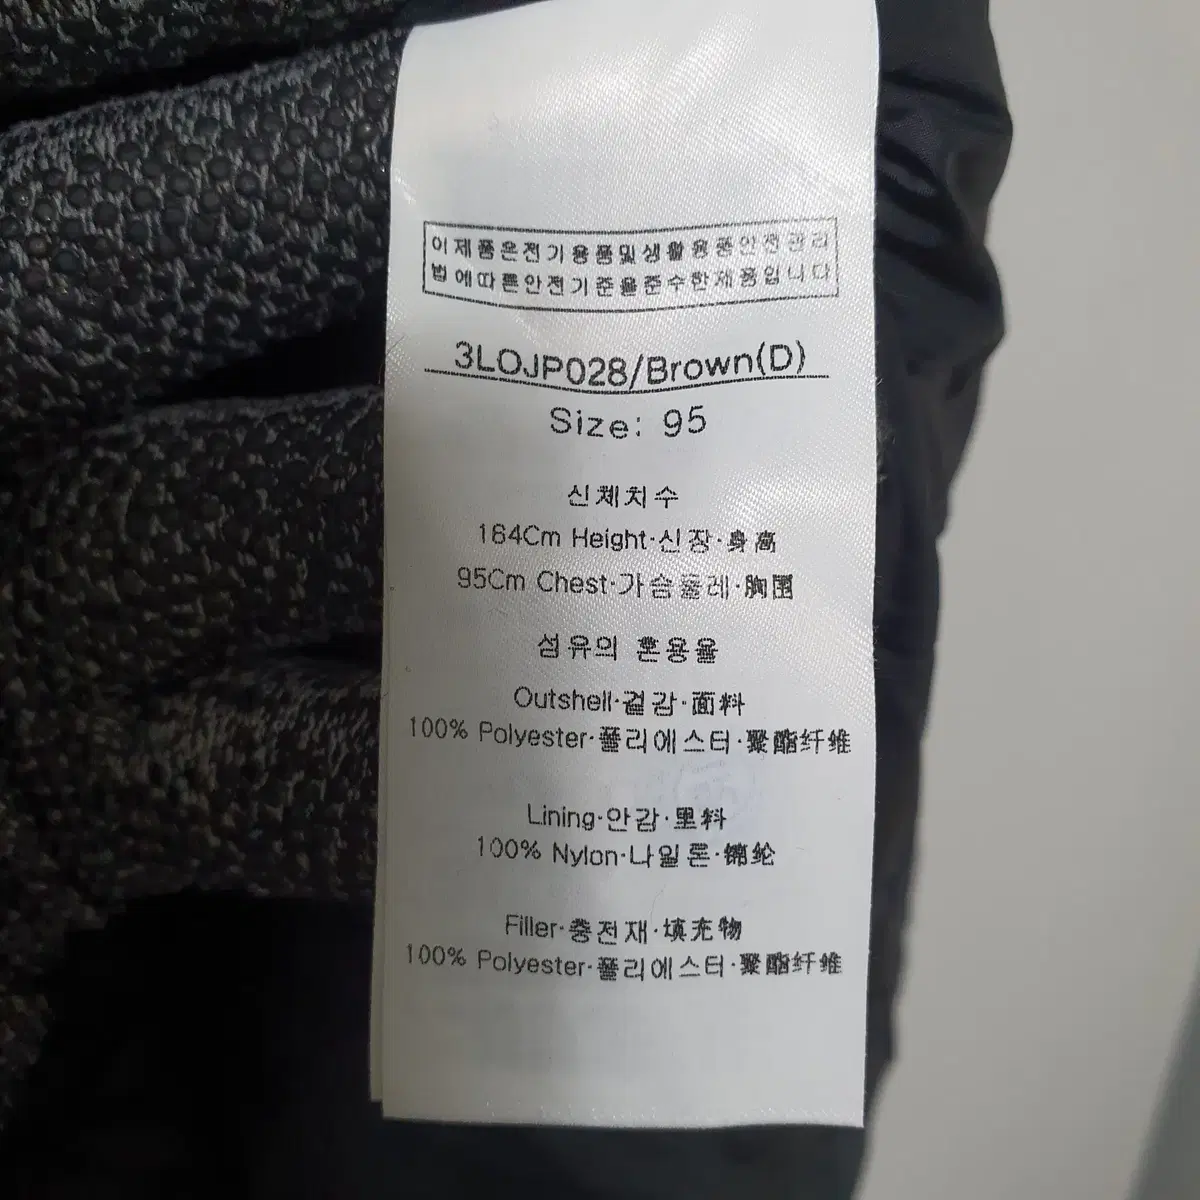 이제품은전기용품및생활용품안전관리
법에따른안전기준을준수한제품입니다
3LOJP028/Brown(D)
Size: 95
신체치수
164Cm Height·신장·身高
95Cm Chest·가슴둘레·胸围
섬유의 혼용율
Outshell·겉감·面料
100% Polyester·폴리에스터·聚酯纤维
Lining·안감·里料
100% Nylon·나일론·锦纶
Filler·충전재·填充物
100% Polyester·폴리에스터·聚酯纤维